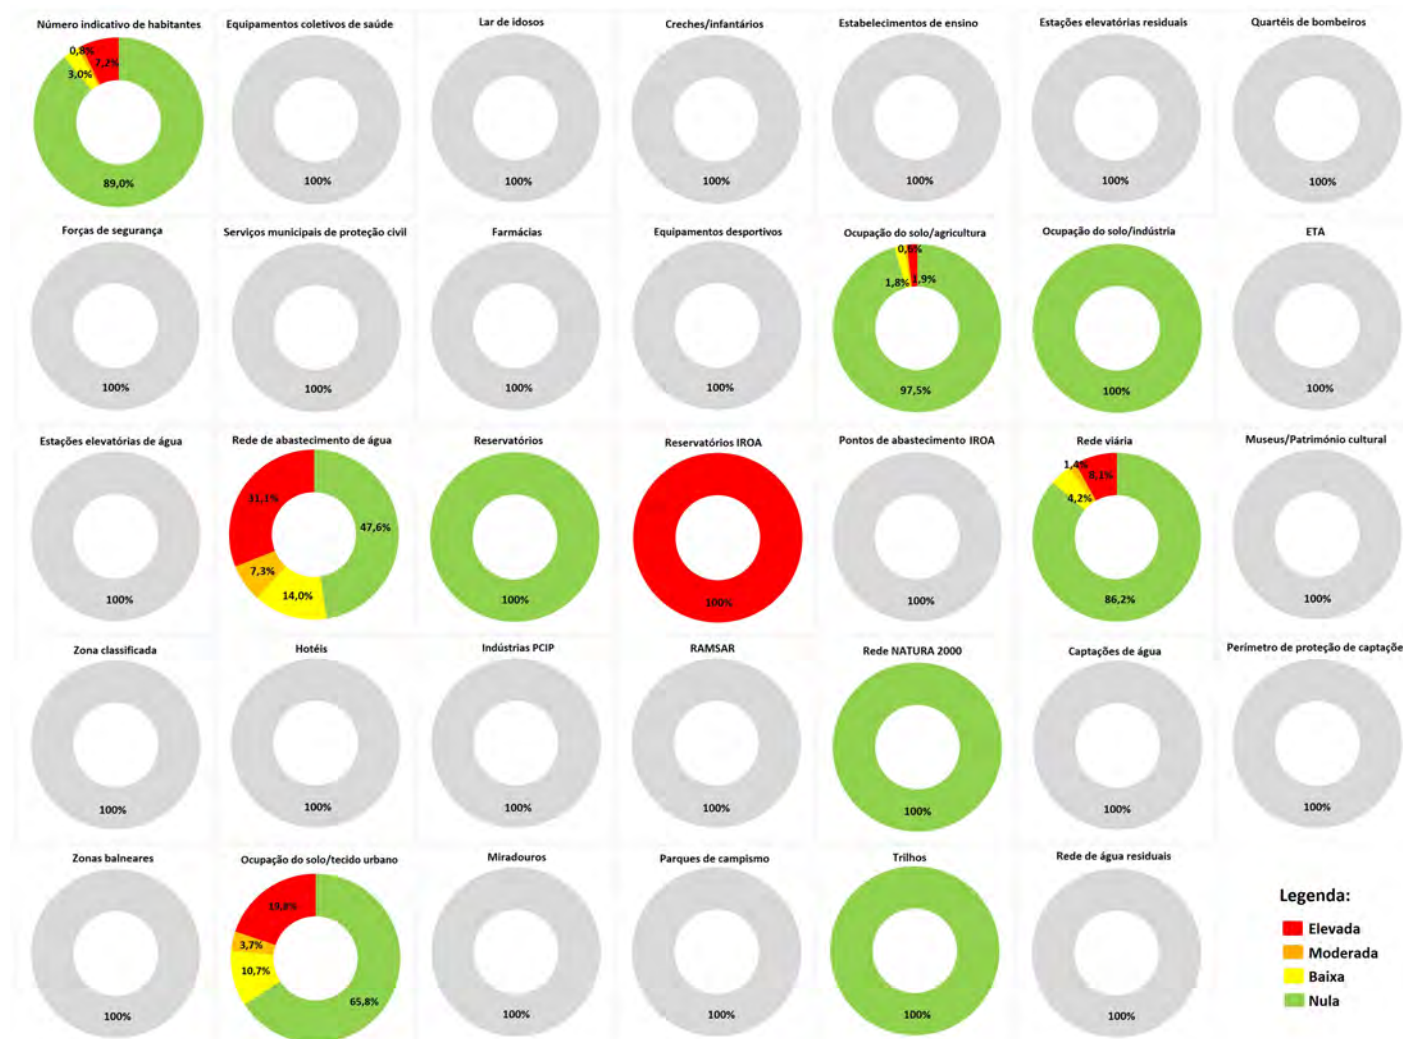 Número indicativo de habitantes
0,8%
7,2%
3,0%
89,0%
Equipamentos coletivos de saúde
100%
Lar de idosos
100%
Creches/infantários
100%
Estabelecimentos de ensino
100%
Estações elevatórias residuais
100%
Quartéis de bombeiros
100%
Forças de segurança
100%
Serviços municipais de proteção civil
100%
Farmácias
100%
Equipamentos desportivos
100%
Ocupação do solo/agricultura
1,8%
1,9%
97,5%
Ocupação do solo/indústria
100%
ETA
100%
Estações elevatórias de água
100%
Rede de abastecimento de água
31,1%
47,6%
7,3%
14,0%
Reservatórios
100%
Reservatórios IROA
100%
Pontos de abastecimento IROA
100%
Rede viária
1,4%
8,1%
4,2%
86,2%
Museus/Património cultural
100%
Zona classificada
100%
Hotéis
100%
Indústrias PCIP
100%
RAMSAR
100%
Rede NATURA 2000
100%
Captações de água
100%
Perímetro de proteção de captaçõe
100%
Zonas balneares
100%
Ocupação do solo/tecido urbano
19,8%
3,7%
10,7%
65,8%
Miradouros
100%
Parques de campismo
100%
Trilhos
100%
Rede de água residuais
100%
Legenda:
Elevada
Moderada
Baixa
Nula